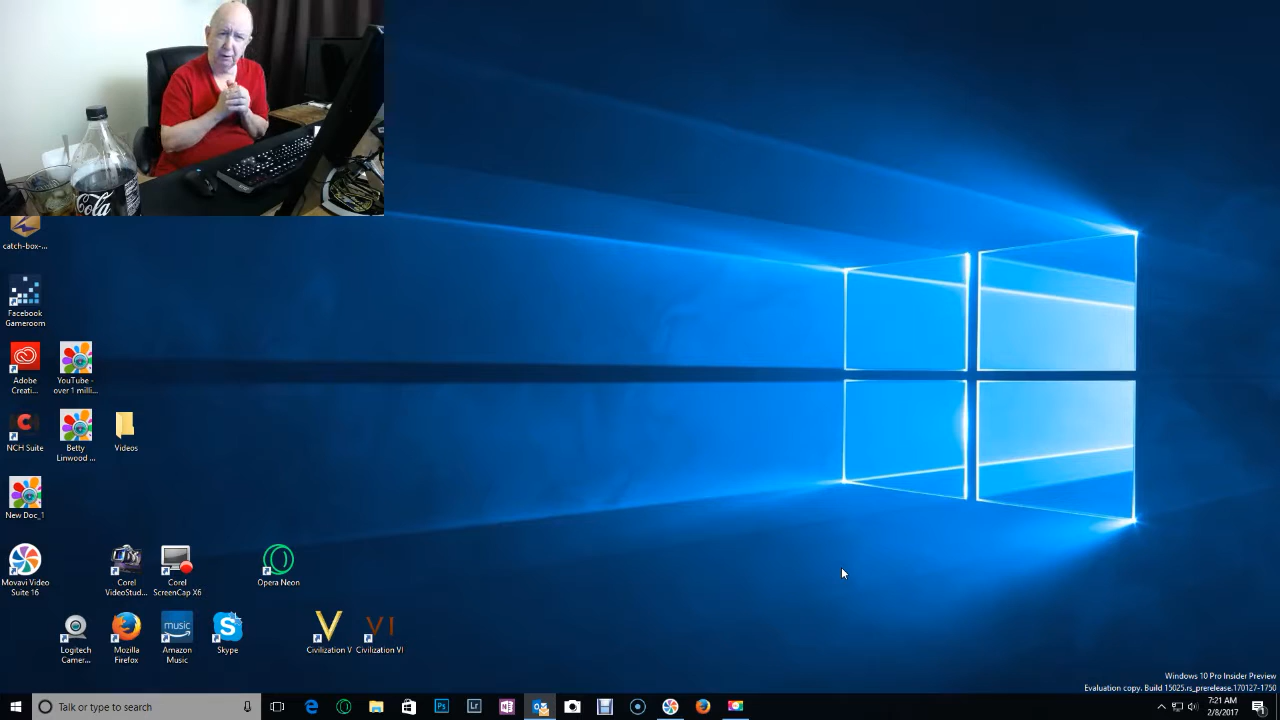 Cola
catch-box-...
Facebook
Gameroom
Adobe
Creati...
YouTube -
over 1 milli...
NCH Suite
Betty
Linwood ...
Videos
New Doc_1
Movavi Video
Suite 16
Corel
VideoStud...
Corel
ScreenCap X6
Opera Neon
Logitech
Camer...
Mozilla
Firefox
music
Amazon
Music
Skype
Civilization V
VI
Civilization VI
Windows 10 Pro Insider Preview
Evaluation copy. Build 15025.rs_prerelease.170127-1750
Talk or type to search
Ps
Lr
7:21 AM
2/8/2017